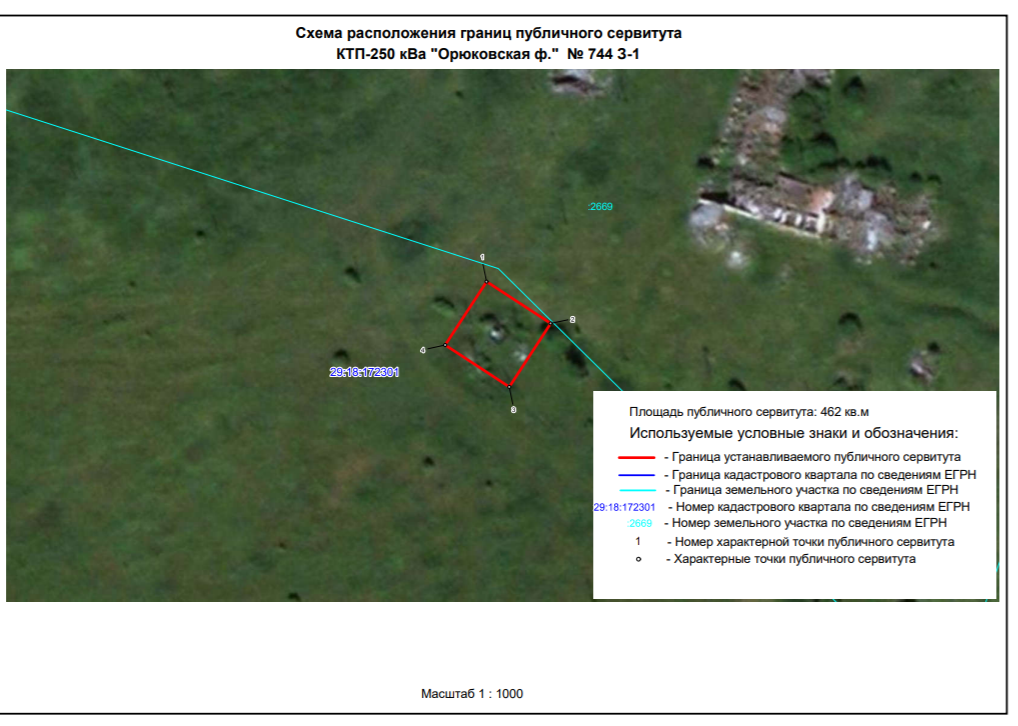 Схема расположения границ публичного сервитута
КТП-250 кВа "Орюковская ф." № 744 З-1
:2669
1
2
4
29:18:172301
3
Площадь публичного сервитута: 462 кв.м
Используемые условные знаки и обозначения:
- Граница устанавливаемого публичного сервитута
- Граница кадастрового квартала по сведениям ЕГРН
- Граница земельного участка по сведениям ЕГРН
29:18:172301 - Номер кадастрового квартала по сведениям ЕГРН
:2669 - Номер земельного участка по сведениям ЕГРН
1 - Номер характерной точки публичного сервитута
- Характерные точки публичного сервитута
Масштаб 1 : 1000